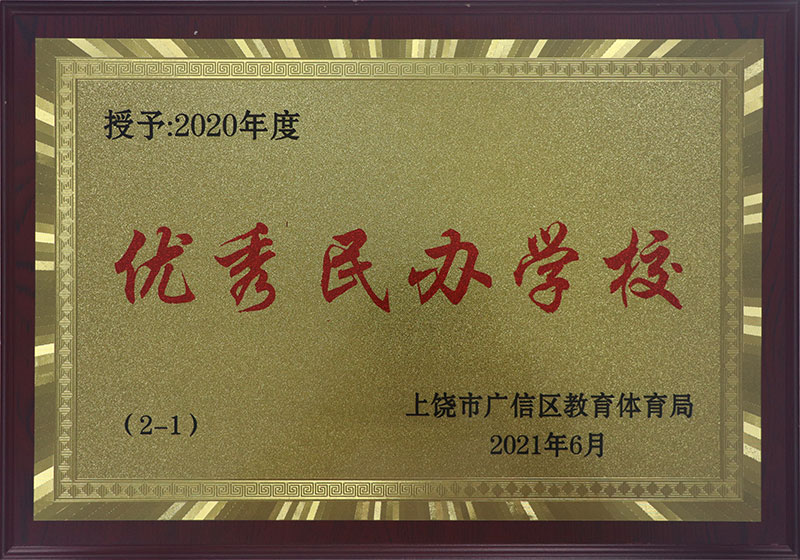 授予:2020年度
优秀民办学校
（2-1）
上饶市广信区教育体育局
2021年6月